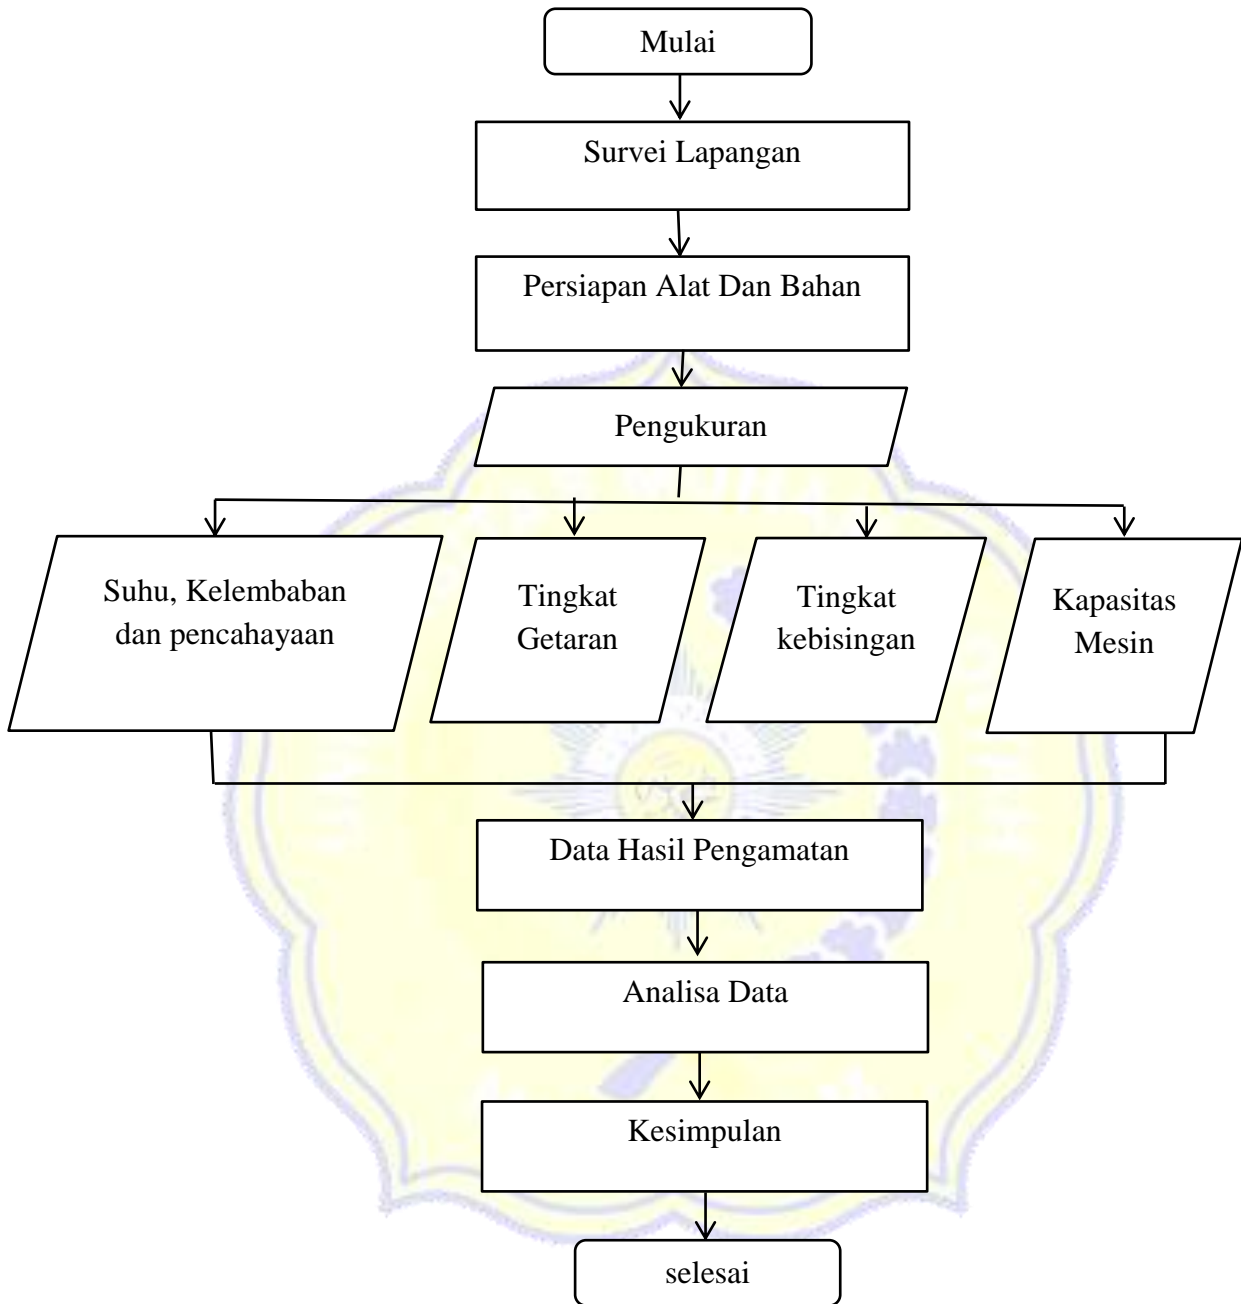 Mulai
Survei Lapangan
Persiapan Alat Dan Bahan
Pengukuran
Suhu, Kelembaban
dan pencahayaan
Tingkat
Getaran
Tingkat
kebisingan
Kapasitas
Mesin
Data Hasil Pengamatan
Analisa Data
Kesimpulan
selesai